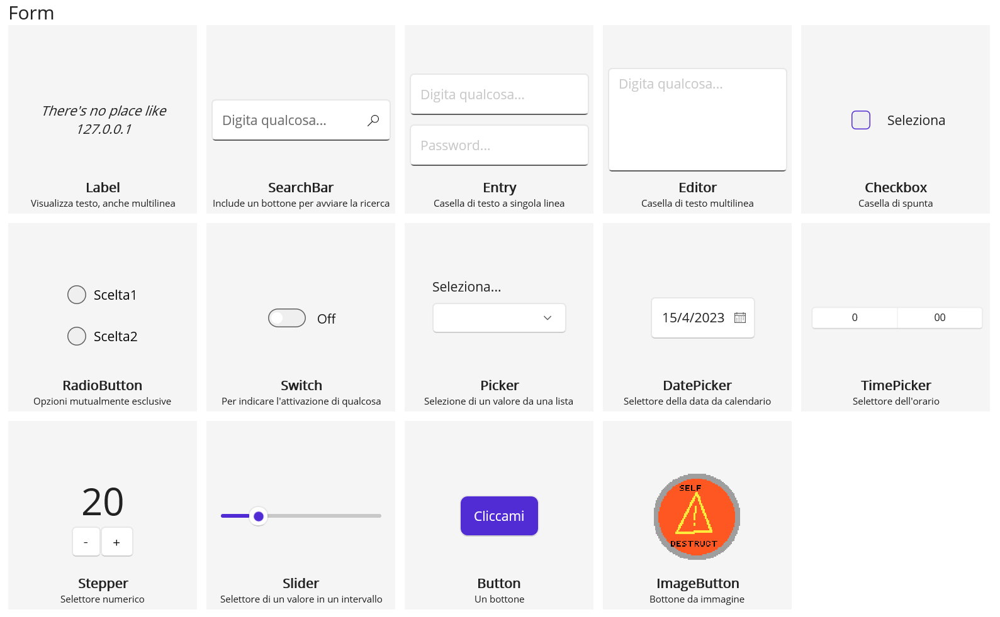 Form
There's no place like
127.0.0.1
Label
Visualizza testo, anche multilinea
Digita qualcosa...
SearchBar
Include un bottone per avviare la ricerca
Digita qualcosa...
Password...
Entry
Casella di testo a singola linea
Digita qualcosa...
Editor
Casella di testo multilinea
Seleziona
Checkbox
Casella di spunta
Scelta1
Scelta2
RadioButton
Opzioni mutualmente esclusive
Off
Switch
Per indicare l'attivazione di qualcosa
Seleziona...
Picker
Selezione di un valore da una lista
15/4/2023
DatePicker
Selettore della data da calendario
0 00
TimePicker
Selettore dell'orario
20
- +
Stepper
Selettore numerico
Slider
Selettore di un valore in un intervallo
Cliccami
Button
Un bottone
SELF
DESTRUCT
ImageButton
Bottone da immagine